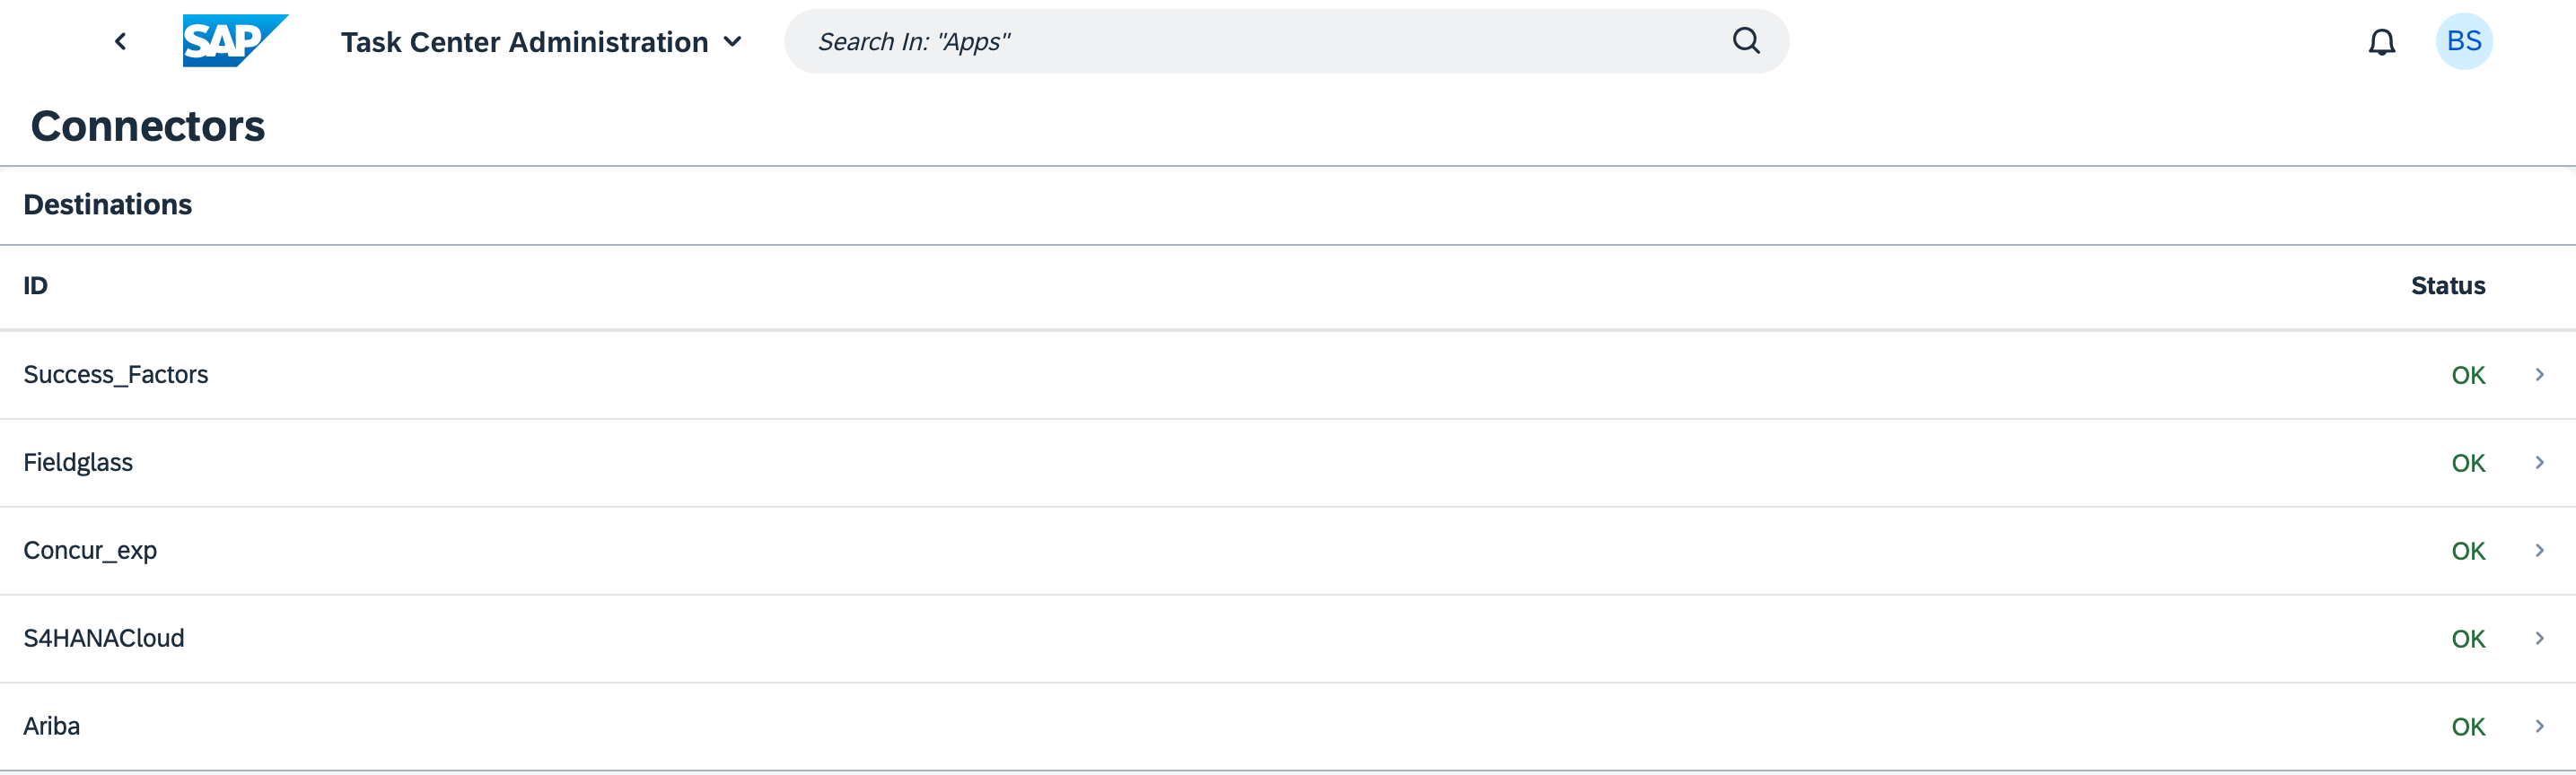 SAP Task Center Administration Search In: "Apps" BS
Connectors
Destinations
ID Status
Success_Factors OK
Fieldglass OK
Concur_exp OK
S4HANACloud OK
Ariba OK